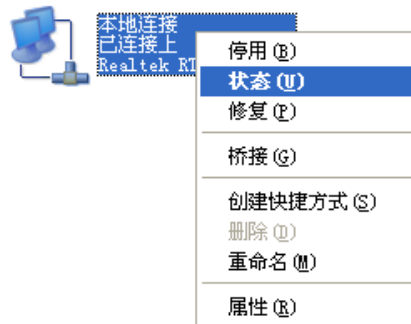 本地连接
已连接上
Realtek RT
停用(B)
状态(U)
修复(P)
桥接(G)
创建快捷方式(S)
删除(D)
重命名(M)
属性(R)